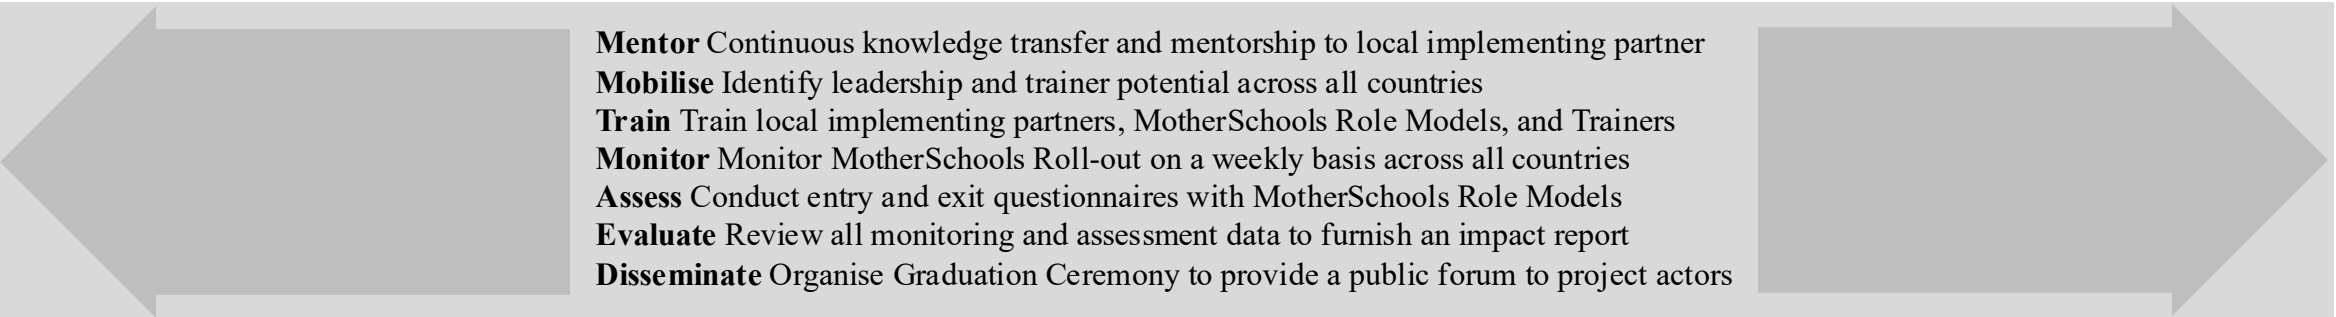 Mentor Continuous knowledge transfer and mentorship to local implementing partner
Mobilise Identify leadership and trainer potential across all countries
Train Train local implementing partners, MotherSchools Role Models, and Trainers
Monitor Monitor MotherSchools Roll-out on a weekly basis across all countries
Assess Conduct entry and exit questionnaires with MotherSchools Role Models
Evaluate Review all monitoring and assessment data to furnish an impact report
Disseminate Organise Graduation Ceremony to provide a public forum to project actors